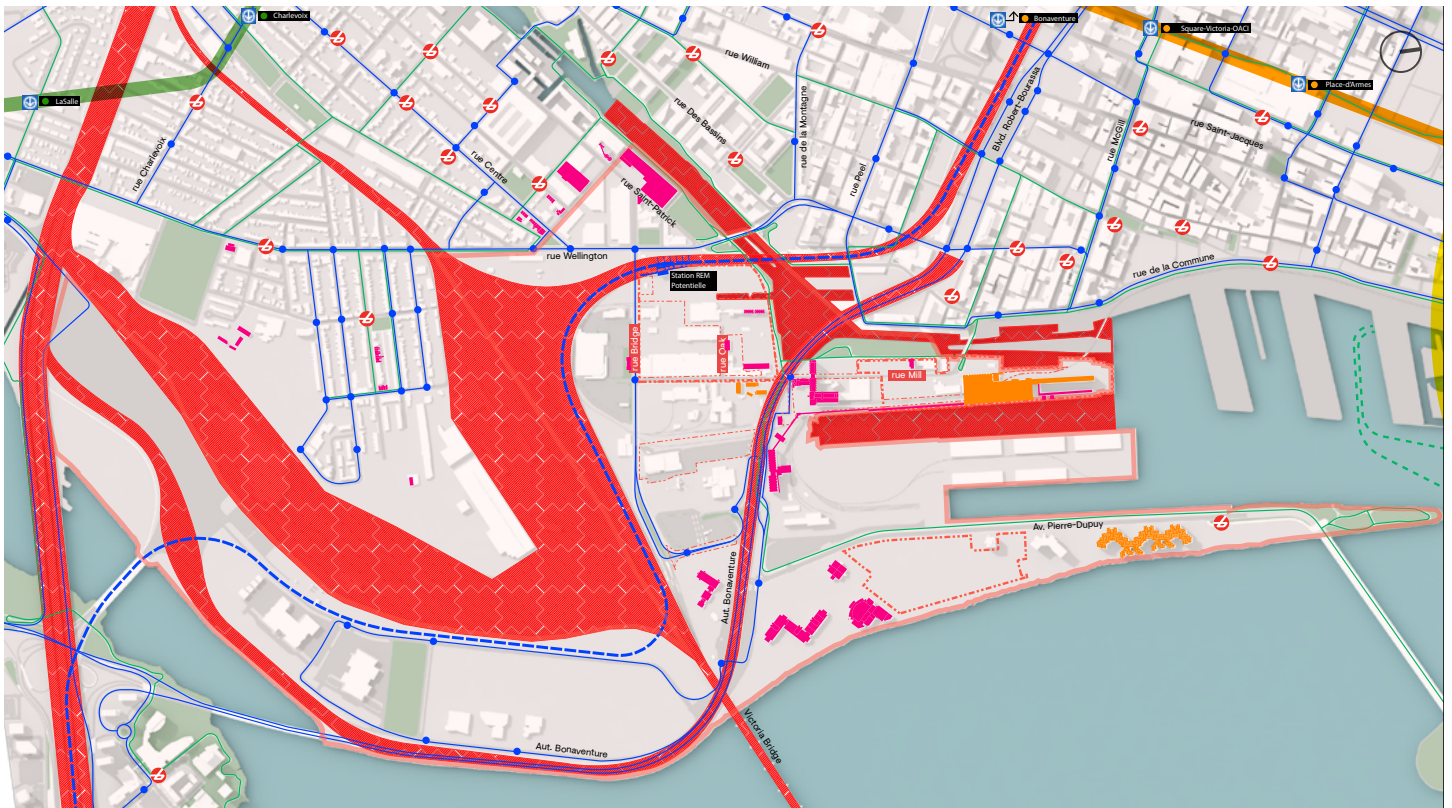 Charlevoix
Bonaventure
Square-Victoria-OACI
Place-d'Armes
LaSalle
rue William
rue Des Bassins
rue de la Montagne
Blvd. Robert-Bourassa
rue McGill
rue Saint-Jacques
rue Charlevoix
rue Centre
rue Saint-Patrick
rue Peel
rue Wellington
Station REM
Potentielle
rue de la Commune
rue Bridge
rue Oak
rue Mill
Av. Pierre-Dupuy
Aut. Bonaventure
Victoria Bridge
Aut. Bonaventure